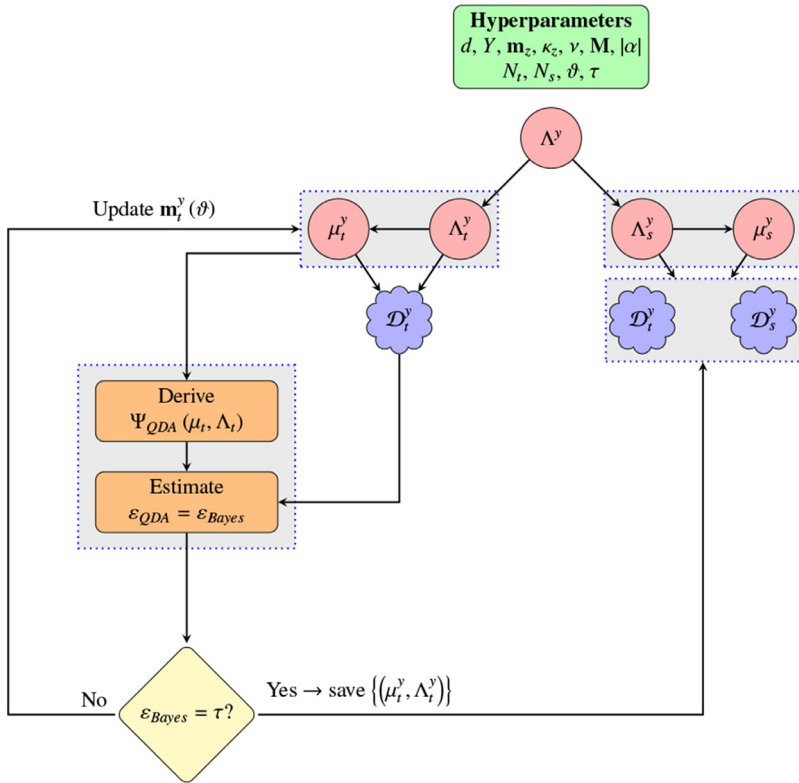 Hyperparameters
d, Y, m_z, κ_z, ν, M, |α|
N_t, N_s, ϑ, τ
Λ^y
Update m_t^y (ϑ)
μ_t^y
Λ_t^y
Λ_s^y
μ_s^y
𝒟_t^y
𝒟_t^y
𝒟_s^y
Derive
Ψ_QDA (μ_t, Λ_t)
Estimate
ε_QDA = ε_Bayes
No
ε_Bayes = τ?
Yes → save {(μ_t^y, Λ_t^y)}